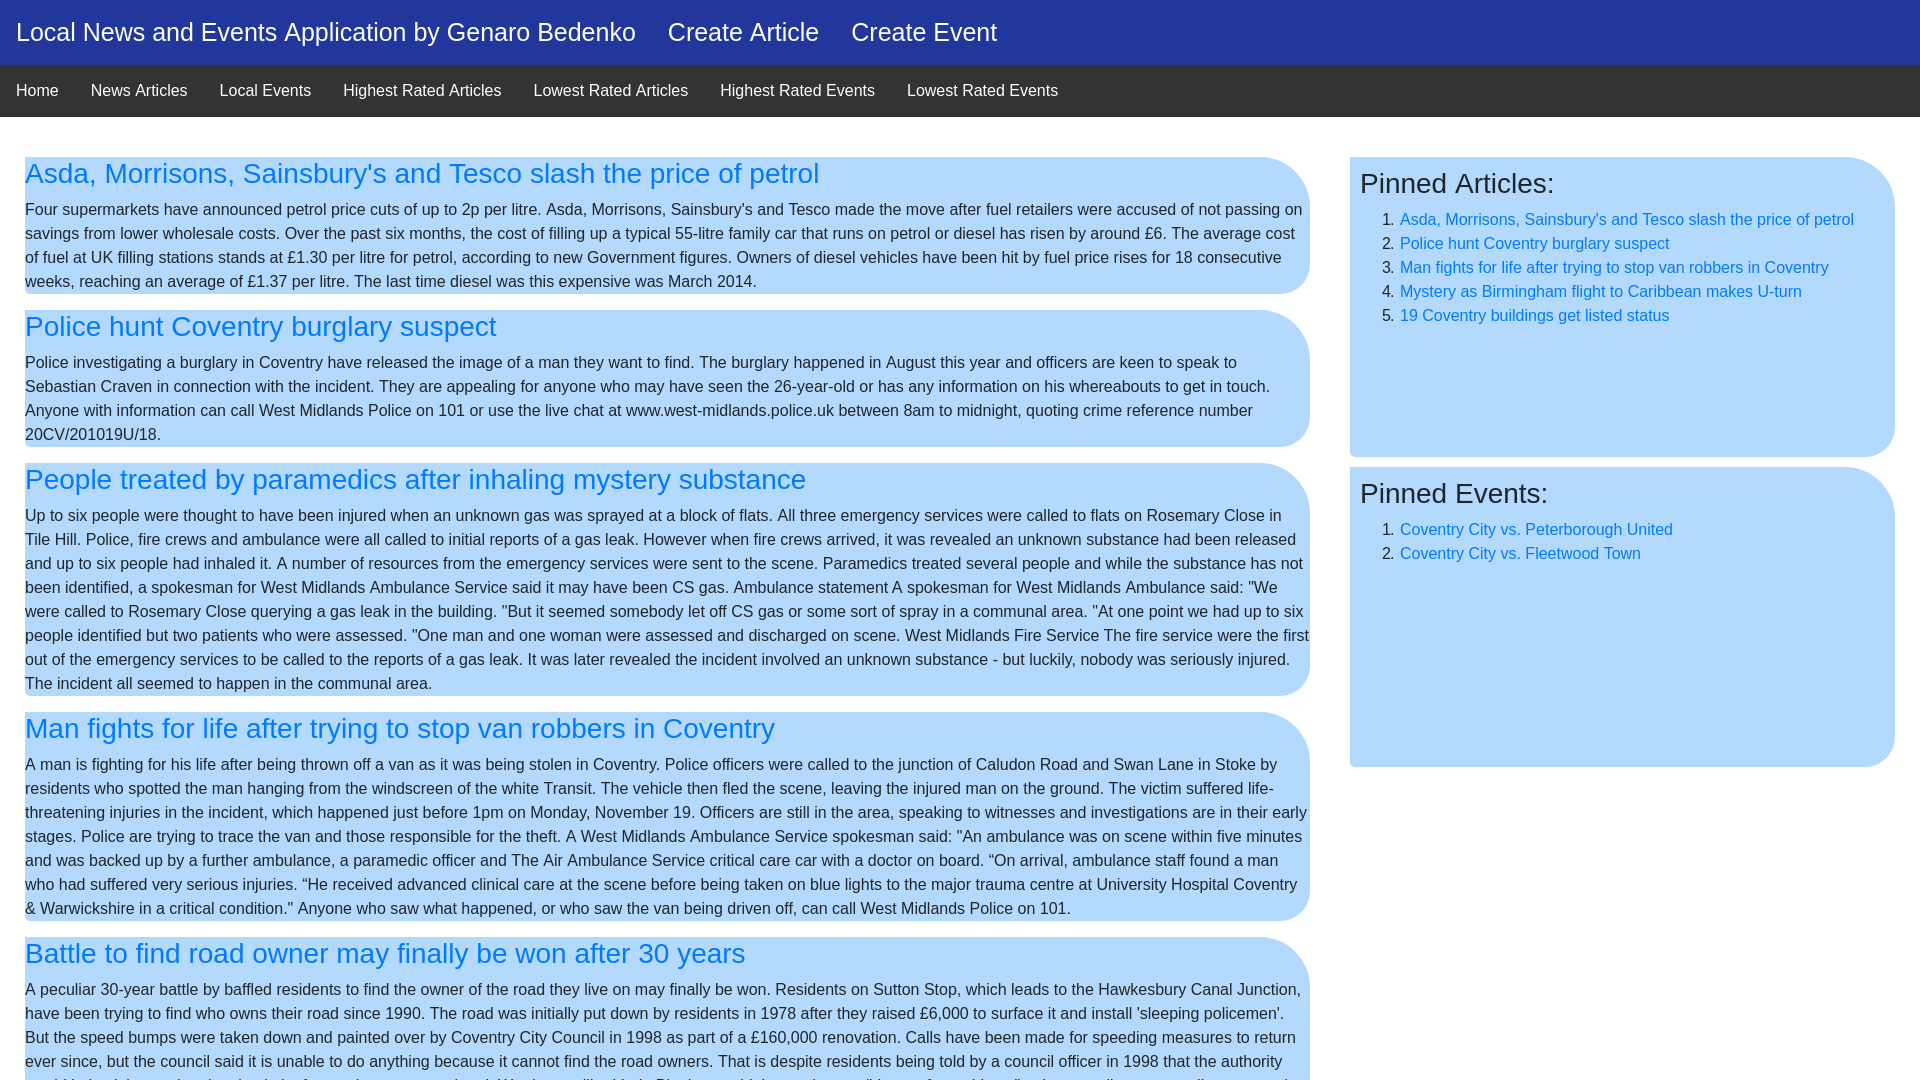 Local News and Events Application by Genaro Bedenko Create Article Create Event
Home News Articles Local Events Highest Rated Articles Lowest Rated Articles Highest Rated Events Lowest Rated Events
Asda, Morrisons, Sainsbury's and Tesco slash the price of petrol
Four supermarkets have announced petrol price cuts of up to 2p per litre. Asda, Morrisons, Sainsbury's and Tesco made the move after fuel retailers were accused of not passing on
savings from lower wholesale costs. Over the past six months, the cost of filling up a typical 55-litre family car that runs on petrol or diesel has risen by around £6. The average cost
of fuel at UK filling stations stands at £1.30 per litre for petrol, according to new Government figures. Owners of diesel vehicles have been hit by fuel price rises for 18 consecutive
weeks, reaching an average of £1.37 per litre. The last time diesel was this expensive was March 2014.
Police hunt Coventry burglary suspect
Police investigating a burglary in Coventry have released the image of a man they want to find. The burglary happened in August this year and officers are keen to speak to
Sebastian Craven in connection with the incident. They are appealing for anyone who may have seen the 26-year-old or has any information on his whereabouts to get in touch.
Anyone with information can call West Midlands Police on 101 or use the live chat at www.west-midlands.police.uk between 8am to midnight, quoting crime reference number
20CV/201019U/18.
People treated by paramedics after inhaling mystery substance
Up to six people were thought to have been injured when an unknown gas was sprayed at a block of flats. All three emergency services were called to flats on Rosemary Close in
Tile Hill. Police, fire crews and ambulance were all called to initial reports of a gas leak. However when fire crews arrived, it was revealed an unknown substance had been released
and up to six people had inhaled it. A number of resources from the emergency services were sent to the scene. Paramedics treated several people and while the substance has not
been identified, a spokesman for West Midlands Ambulance Service said it may have been CS gas. Ambulance statement A spokesman for West Midlands Ambulance said: "We
were called to Rosemary Close querying a gas leak in the building. "But it seemed somebody let off CS gas or some sort of spray in a communal area. "At one point we had up to six
people identified but two patients who were assessed. "One man and one woman were assessed and discharged on scene. West Midlands Fire Service The fire service were the first
out of the emergency services to be called to the reports of a gas leak. It was later revealed the incident involved an unknown substance - but luckily, nobody was seriously injured.
The incident all seemed to happen in the communal area.
Man fights for life after trying to stop van robbers in Coventry
A man is fighting for his life after being thrown off a van as it was being stolen in Coventry. Police officers were called to the junction of Caludon Road and Swan Lane in Stoke by
residents who spotted the man hanging from the windscreen of the white Transit. The vehicle then fled the scene, leaving the injured man on the ground. The victim suffered life-
threatening injuries in the incident, which happened just before 1pm on Monday, November 19. Officers are still in the area, speaking to witnesses and investigations are in their early
stages. Police are trying to trace the van and those responsible for the theft. A West Midlands Ambulance Service spokesman said: "An ambulance was on scene within five minutes
and was backed up by a further ambulance, a paramedic officer and The Air Ambulance Service critical care car with a doctor on board. “On arrival, ambulance staff found a man
who had suffered very serious injuries. “He received advanced clinical care at the scene before being taken on blue lights to the major trauma centre at University Hospital Coventry
& Warwickshire in a critical condition." Anyone who saw what happened, or who saw the van being driven off, can call West Midlands Police on 101.
Battle to find road owner may finally be won after 30 years
A peculiar 30-year battle by baffled residents to find the owner of the road they live on may finally be won. Residents on Sutton Stop, which leads to the Hawkesbury Canal Junction,
have been trying to find who owns their road since 1990. The road was initially put down by residents in 1978 after they raised £6,000 to surface it and install 'sleeping policemen'.
But the speed bumps were taken down and painted over by Coventry City Council in 1998 as part of a £160,000 renovation. Calls have been made for speeding measures to return
ever since, but the council said it is unable to do anything because it cannot find the road owners. That is despite residents being told by a council officer in 1998 that the authority
Pinned Articles:
1. Asda, Morrisons, Sainsbury's and Tesco slash the price of petrol
2. Police hunt Coventry burglary suspect
3. Man fights for life after trying to stop van robbers in Coventry
4. Mystery as Birmingham flight to Caribbean makes U-turn
5. 19 Coventry buildings get listed status
Pinned Events:
1. Coventry City vs. Peterborough United
2. Coventry City vs. Fleetwood Town